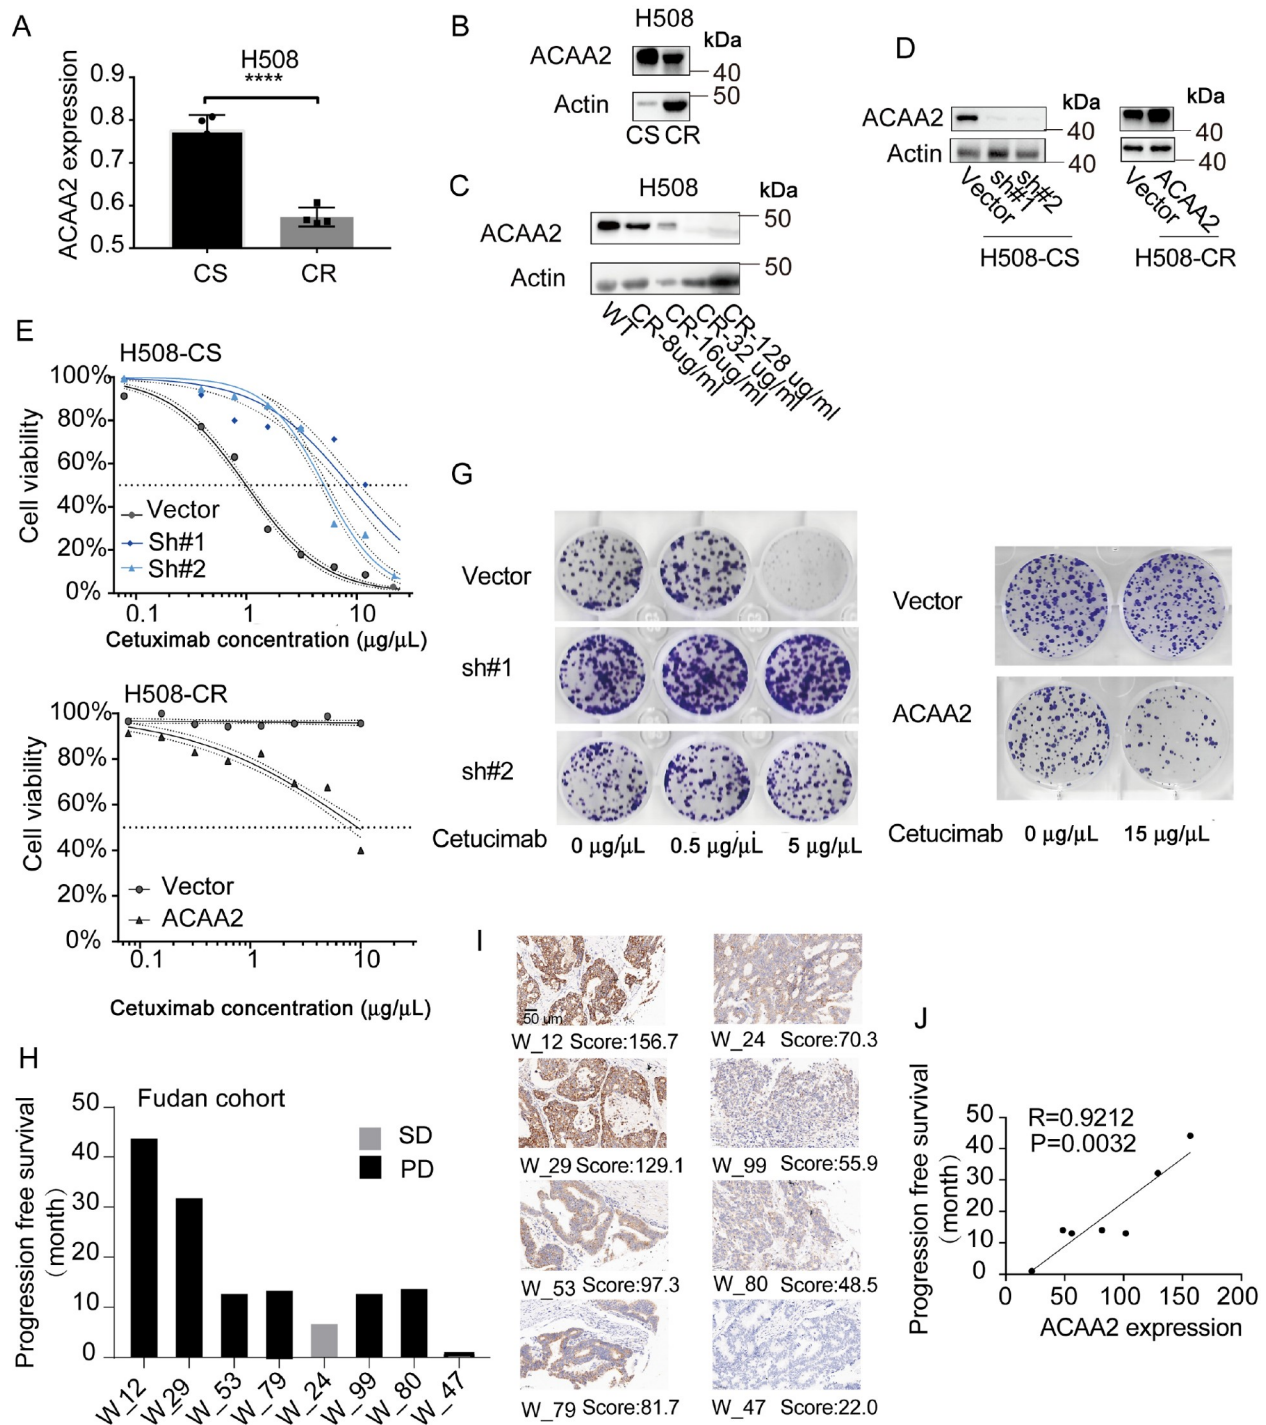 A
H508
****
ACAA2 expression
0.9
0.8
0.7
0.6
0.5
CS
CR
B
H508
kDa
ACAA2
40
Actin
50
CS CR
C
H508
kDa
ACAA2
50
Actin
50
WT
CR-8ug/ml
CR-16ug/ml
CR-32 ug/ml
CR-128 ug/ml
D
kDa
kDa
ACAA2
40
40
Actin
40
40
Vector
sh#1
sh#2
Vector
ACAA2
H508-CS
H508-CR
E
H508-CS
Cell viability
100%
80%
60%
40%
20%
0%
Vector
Sh#1
Sh#2
0.1
1
10
Cetuximab concentration (μg/μL)
H508-CR
Cell viability
100%
80%
60%
40%
20%
0%
Vector
ACAA2
0.1
1
10
Cetuximab concentration (μg/μL)
G
Vector
sh#1
sh#2
Cetucimab
0 μg/μL
0.5 μg/μL
5 μg/μL
Vector
ACAA2
Cetucimab
0 μg/μL
15 μg/μL
H
Fudan cohort
Progression free survival
(month)
50
40
30
20
10
0
SD
PD
W_12
W_29
W_53
W_79
W_24
W_99
W_80
W_47
I
50 um
W_12 Score:156.7
W_24 Score:70.3
W_29 Score:129.1
W_99 Score:55.9
W_53 Score:97.3
W_80 Score:48.5
W_79 Score:81.7
W_47 Score:22.0
J
R=0.9212
P=0.0032
Progression free survival
(month)
50
40
30
20
10
0
0
50
100
150
200
ACAA2 expression